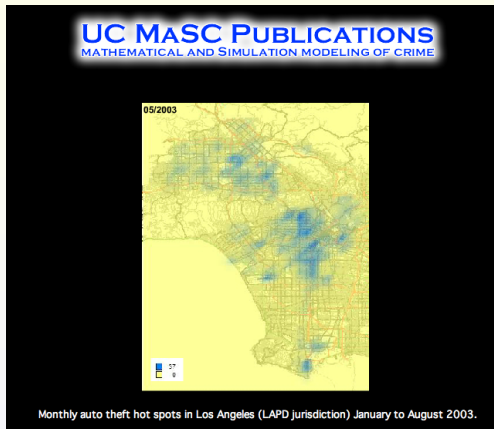 UC MASC PUBLICATIONS
MATHEMATICAL AND SIMULATION MODELING OF CRIME
05/2003
57
0
Monthly auto theft hot spots in Los Angeles (LAPD jurisdiction) January to August 2003.